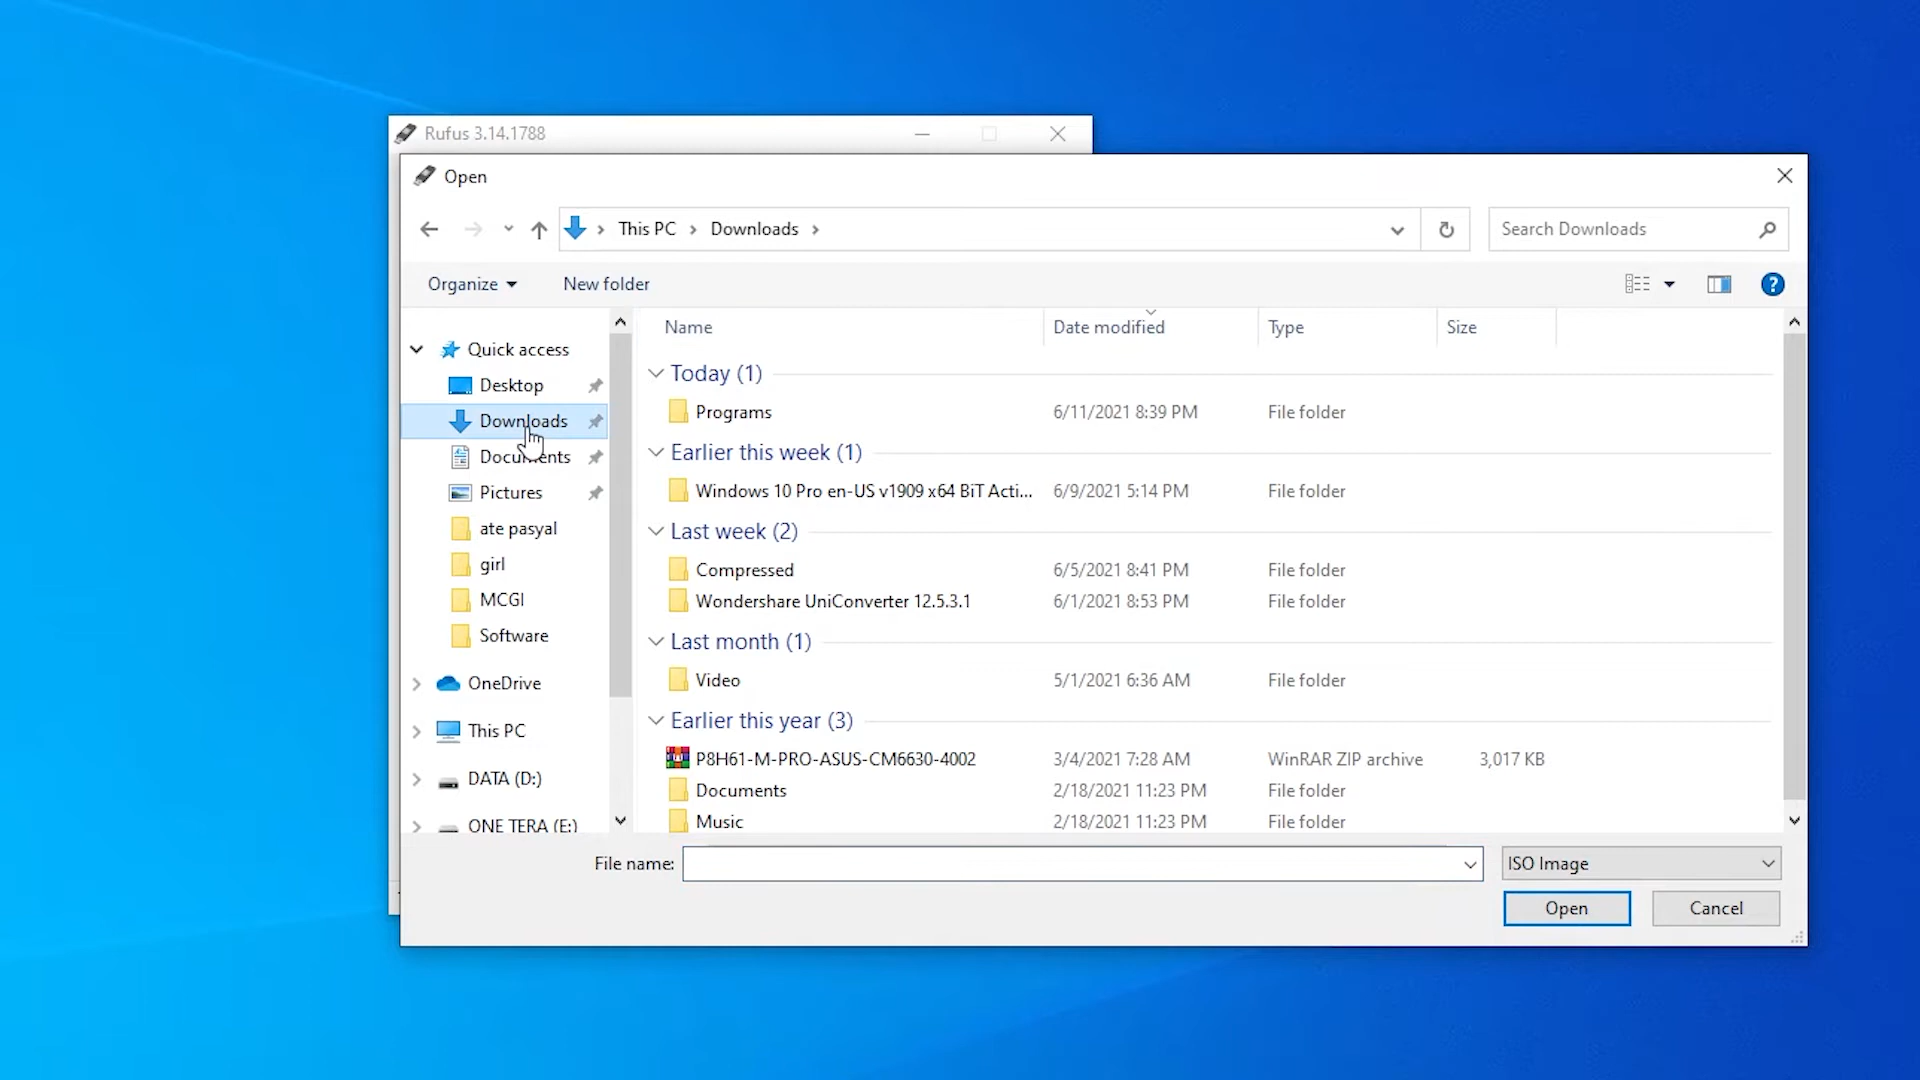 Rufus 3.14.1788
Open
This PC Downloads
Search Downloads
Organize New folder
?
Name Date modified Type Size
Quick access
Desktop
Downloads
Documents
Pictures
ate pasyal
girl
MCGI
Software
OneDrive
This PC
DATA (D:)
ONE TERA (E:)
Today (1)
Programs 6/11/2021 8:39 PM File folder
Earlier this week (1)
Windows 10 Pro en-US v1909 x64 BiT Acti... 6/9/2021 5:14 PM File folder
Last week (2)
Compressed 6/5/2021 8:41 PM File folder
Wondershare UniConverter 12.5.3.1 6/1/2021 8:53 PM File folder
Last month (1)
Video 5/1/2021 6:36 AM File folder
Earlier this year (3)
P8H61-M-PRO-ASUS-CM6630-4002 3/4/2021 7:28 AM WinRAR ZIP archive 3,017 KB
Documents 2/18/2021 11:23 PM File folder
Music 2/18/2021 11:23 PM File folder
File name: ISO Image
Open Cancel